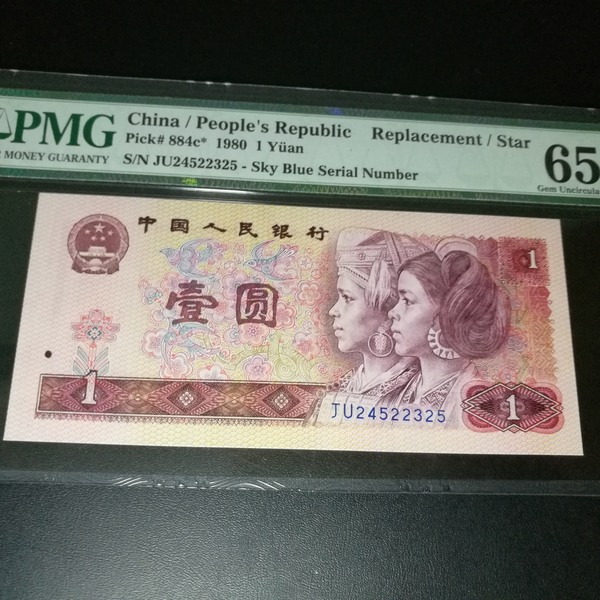 PMG
MONEY GUARANTY
China / People's Republic Replacement / Star
Pick# 884c* 1980 1 Yüan
S/N JU24522325 - Sky Blue Serial Number
65
Gem Uncircula
中国人民银行
1
壹圆
1
JU24522325
1